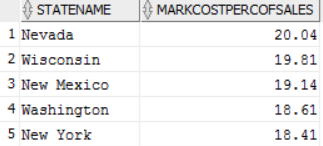 STATENAME MARKCOSTPERCOFSALES
1 Nevada 20.04
2 Wisconsin 19.81
3 New Mexico 19.14
4 Washington 18.61
5 New York 18.41